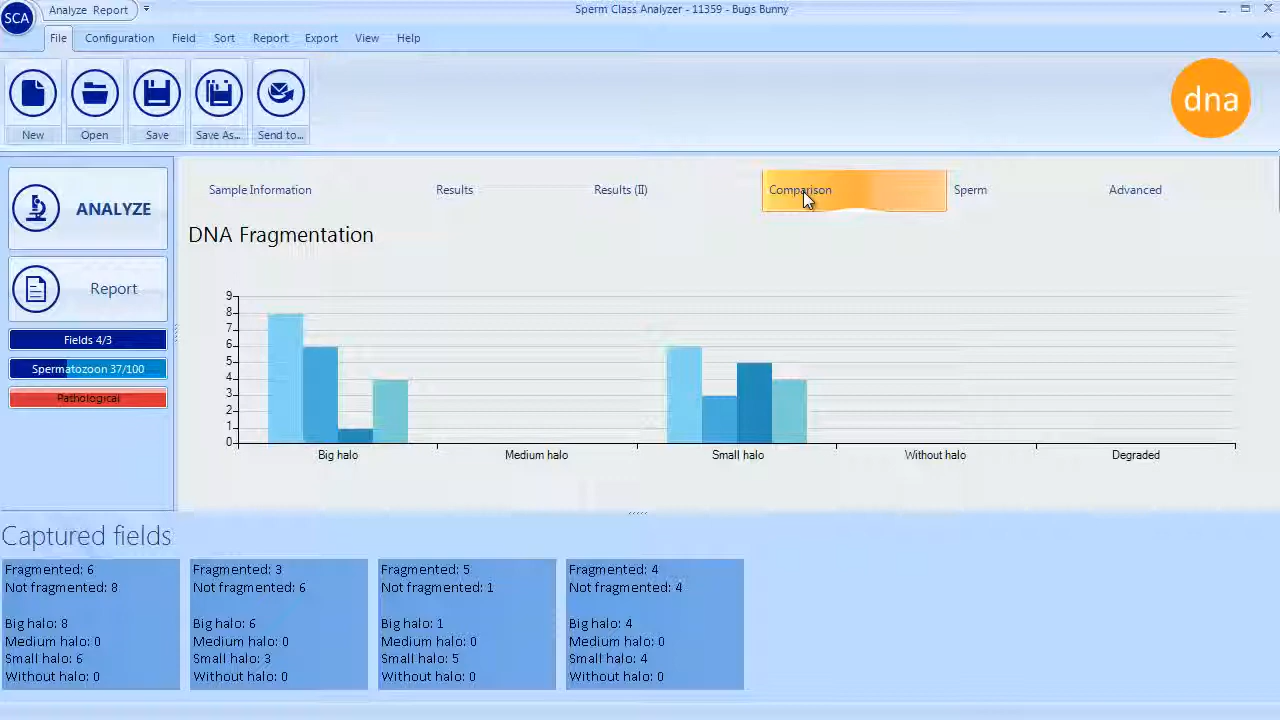 SCA
Analyze Report
Sperm Class Analyzer - 11359 - Bugs Bunny
File Configuration Field Sort Report Export View Help
New Open Save Save As... Send to...
dna
ANALYZE
Report
Fields 4/3
Spermatozoon 37/100
Pathological
Sample Information Results Results (II) Comparison Sperm Advanced
DNA Fragmentation
9
8
7
6
5
4
3
2
1
0
Big halo Medium halo Small halo Without halo Degraded
Captured fields
Fragmented: 6
Not fragmented: 8
Big halo: 8
Medium halo: 0
Small halo: 6
Without halo: 0
Fragmented: 3
Not fragmented: 6
Big halo: 6
Medium halo: 0
Small halo: 3
Without halo: 0
Fragmented: 5
Not fragmented: 1
Big halo: 1
Medium halo: 0
Small halo: 5
Without halo: 0
Fragmented: 4
Not fragmented: 4
Big halo: 4
Medium halo: 0
Small halo: 4
Without halo: 0